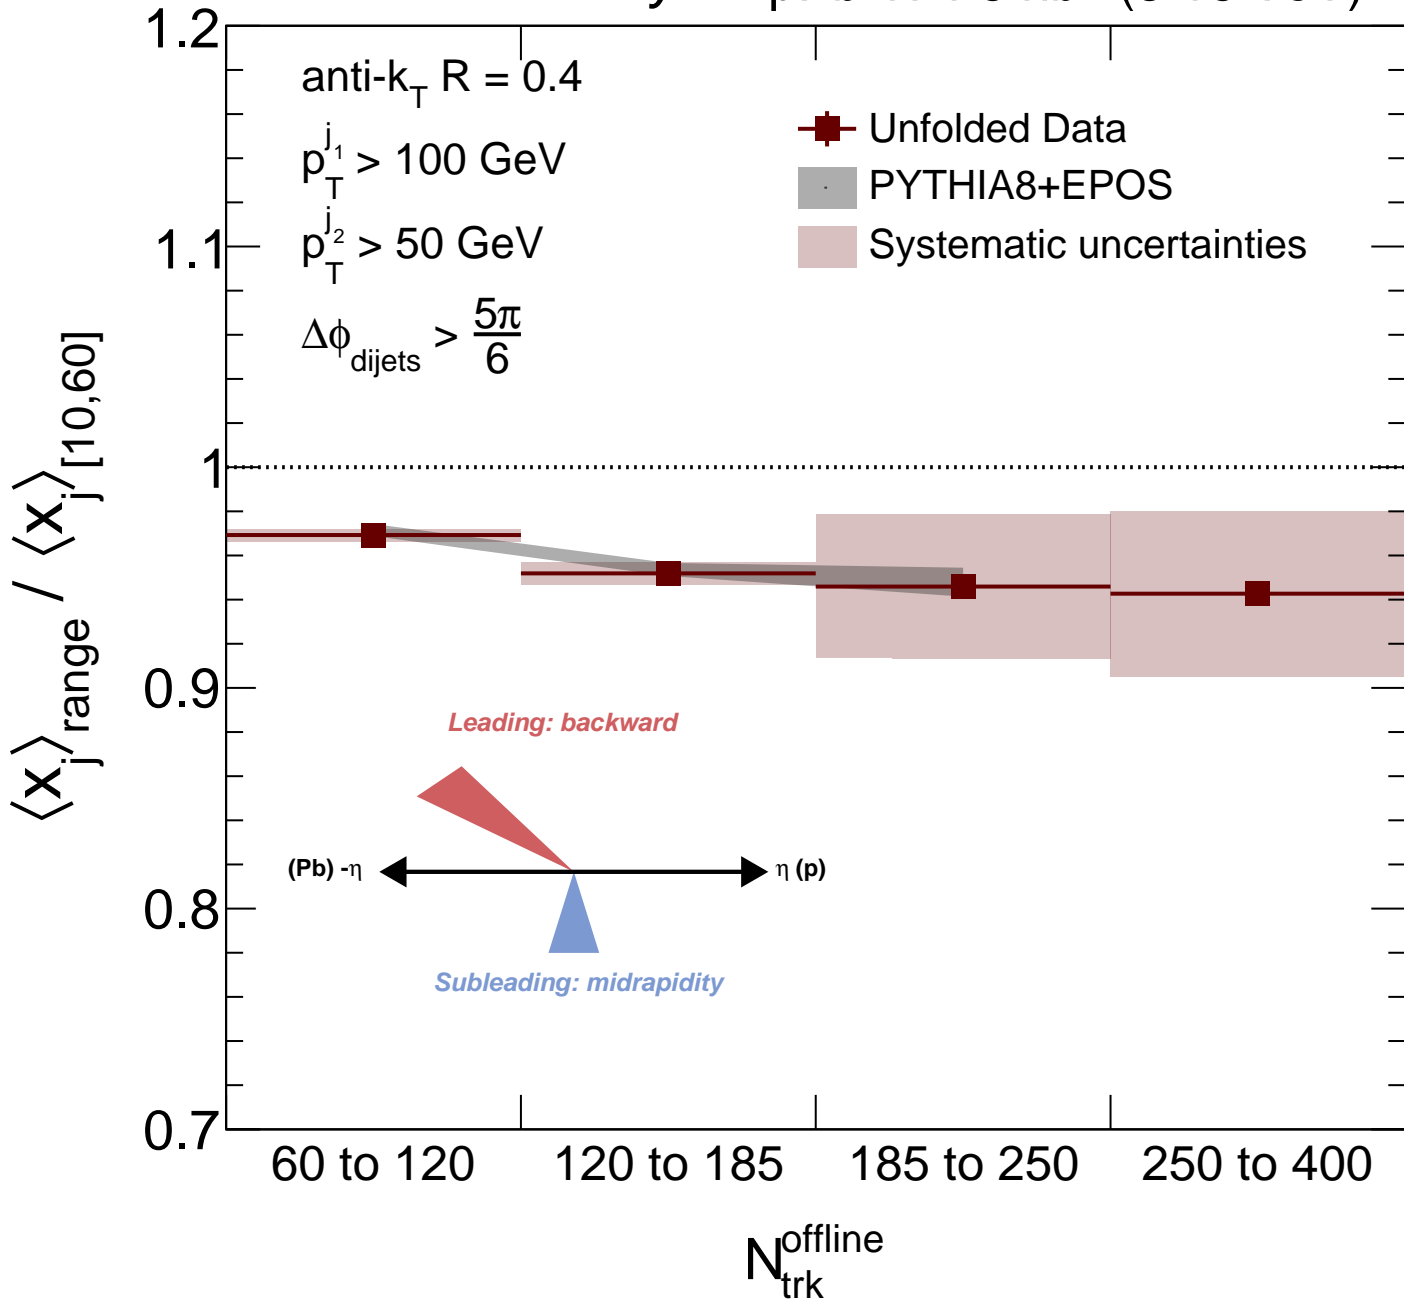 1.2
anti-k_T R = 0.4
p_T^{j_1} > 100 GeV
p_T^{j_2} > 50 GeV
Δϕ_dijets > 5π/6
Unfolded Data
PYTHIA8+EPOS
Systematic uncertainties
1.1
1
0.9
0.8
0.7
⟨x_j⟩_range / ⟨x_j⟩_[10,60]
Leading: backward
(Pb) -η
η (p)
Subleading: midrapidity
60 to 120
120 to 185
185 to 250
250 to 400
N_trk^offline